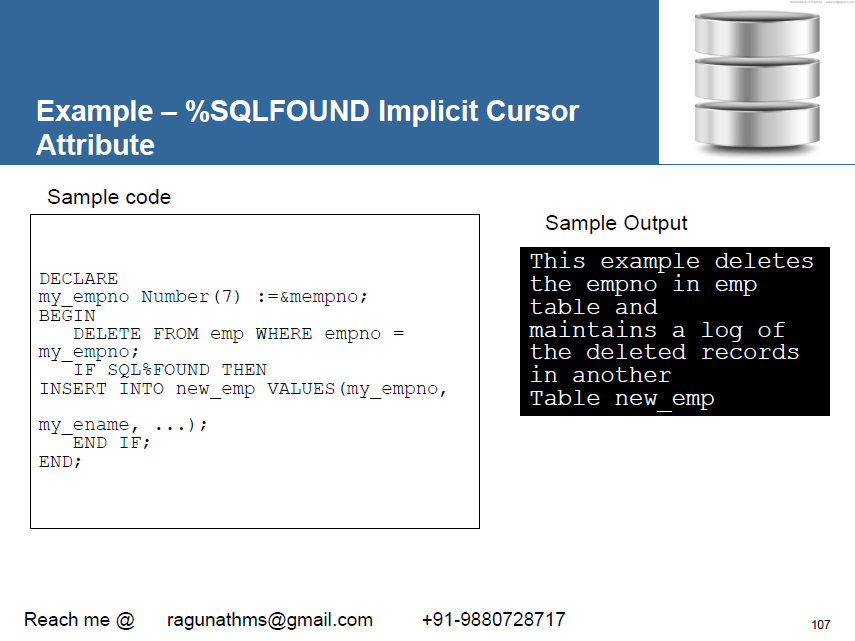 Example – %SQLFOUND Implicit Cursor
Attribute
Sample code
DECLARE
my_empno Number(7) :=&mempno;
BEGIN
DELETE FROM emp WHERE empno =
my_empno;
IF SQL%FOUND THEN
INSERT INTO new_emp VALUES(my_empno,
my_ename, ...);
END IF;
END;
Sample Output
This example deletes
the empno in emp
table and
maintains a log of
the deleted records
in another
Table new_emp
Reach me @ ragunathms@gmail.com +91-9880728717
107